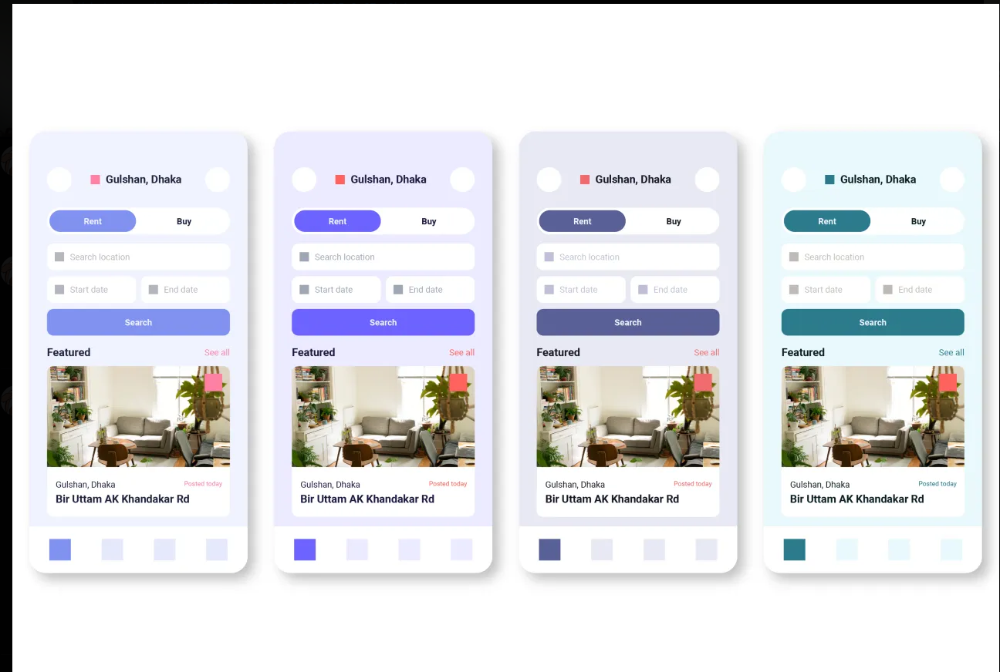 Gulshan, Dhaka
Rent Buy
Search location
Start date End date
Search
Featured See all
Gulshan, Dhaka Posted today
Bir Uttam AK Khandakar Rd
Gulshan, Dhaka
Rent Buy
Search location
Start date End date
Search
Featured See all
Gulshan, Dhaka Posted today
Bir Uttam AK Khandakar Rd
Gulshan, Dhaka
Rent Buy
Search location
Start date End date
Search
Featured See all
Gulshan, Dhaka Posted today
Bir Uttam AK Khandakar Rd
Gulshan, Dhaka
Rent Buy
Search location
Start date End date
Search
Featured See all
Gulshan, Dhaka Posted today
Bir Uttam AK Khandakar Rd